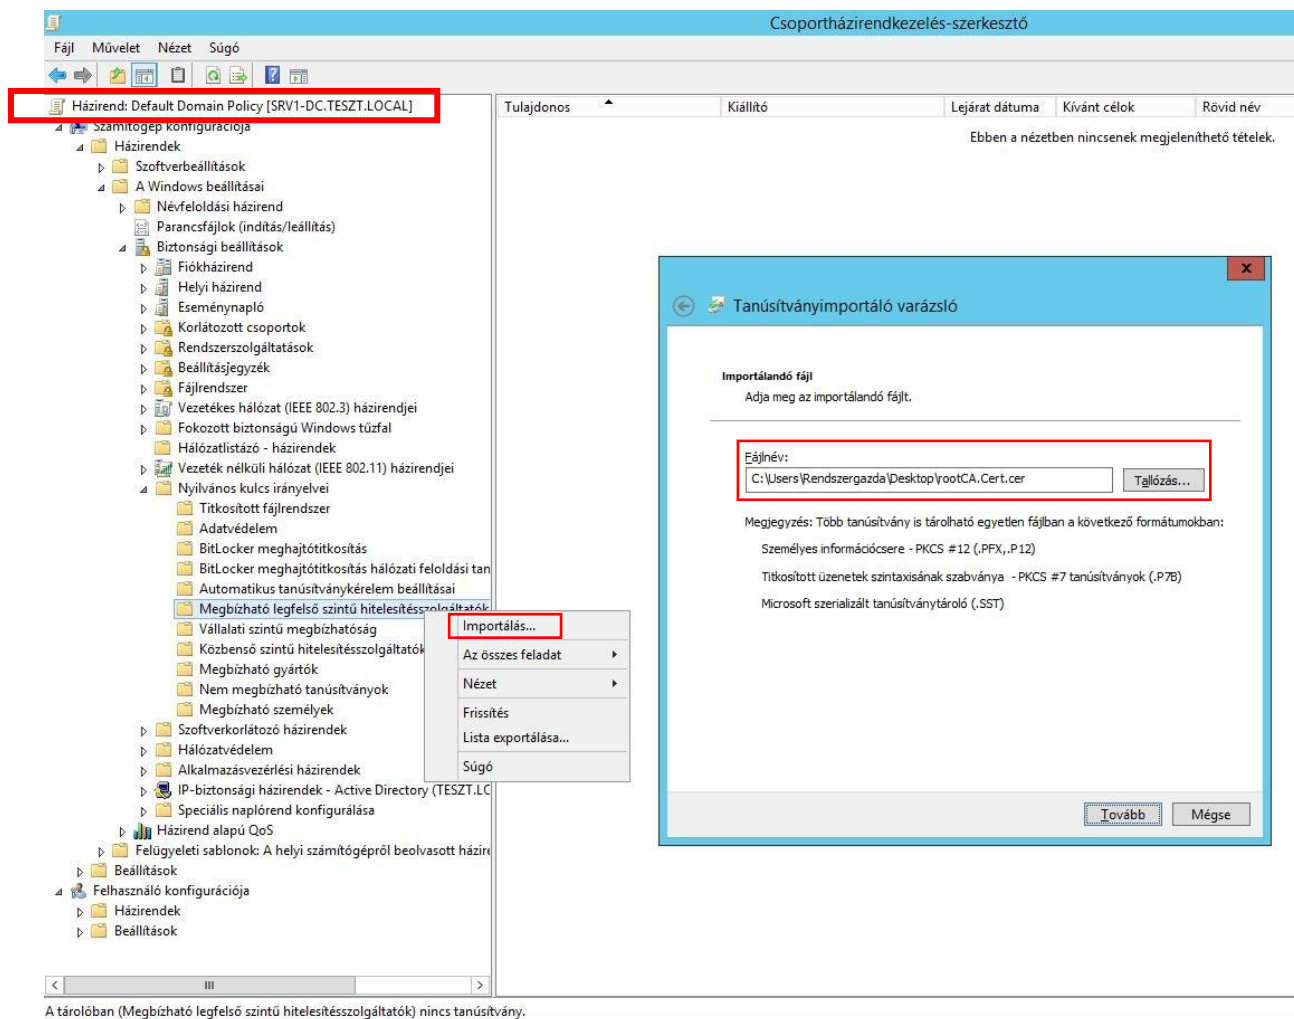 Csoportházirendkezelés-szerkesztő
Fájl Művelet Nézet Súgó
Házirend: Default Domain Policy [SRV1-DC.TESZT.LOCAL]
Számítógép konfigurációja
Házirendek
Szoftverbeállítások
A Windows beállításai
Névfeloldási házirend
Parancsfájlok (indítás/leállítás)
Biztonsági beállítások
Fiókházirend
Helyi házirend
Eseménynapló
Korlátozott csoportok
Rendszerszolgáltatások
Beállításjegyzék
Fájlrendszer
Vezetékes hálózat (IEEE 802.3) házirendjei
Fokozott biztonságú Windows tűzfal
Hálózatlistázó - házirendek
Vezeték nélküli hálózat (IEEE 802.11) házirendjei
Nyilvános kulcs irányelvei
Titkosított fájlrendszer
Adatvédelem
BitLocker meghajtótitkosítás
BitLocker meghajtótitkosítás hálózati feloldási tan
Automatikus tanúsítványkérelem beállításai
Megbízható legfelső szintű hitelesítésszolgáltatók
Vállalati szintű megbízhatóság
Közbenső szintű hitelesítésszolgáltatók
Megbízható gyártók
Nem megbízható tanúsítványok
Megbízható személyek
Szoftverkorlátozó házirendek
Hálózatvédelem
Alkalmazásvezérlési házirendek
IP-biztonsági házirendek - Active Directory (TESZT.LC
Speciális naplórend konfigurálása
Házirend alapú QoS
Felügyeleti sablonok: A helyi számítógépről beolvasott házire
Beállítások
Felhasználó konfigurációja
Házirendek
Beállítások
Tulajdonos Kiállító Lejárat dátuma Kívánt célok Rövid név
Ebben a nézetben nincsenek megjeleníthető tételek.
Importálás...
Az összes feladat
Nézet
Frissítés
Lista exportálása...
Súgó
x
Tanúsítványimportáló varázsló
Importálandó fájl
Adja meg az importálandó fájlt.
Fájlnév:
C:\Users\Rendszergazda\Desktop\rootCA.Cert.cer Tallózás...
Megjegyzés: Több tanúsítvány is tárolható egyetlen fájlban a következő formátumokban:
Személyes információcsere - PKCS #12 (.PFX,.P12)
Titkosított üzenetek szintaxisának szabványa - PKCS #7 tanúsítványok (.P7B)
Microsoft szerializált tanúsítványtároló (.SST)
Tovább Mégse
A tárolóban (Megbízható legfelső szintű hitelesítésszolgáltatók) nincs tanúsítvány.